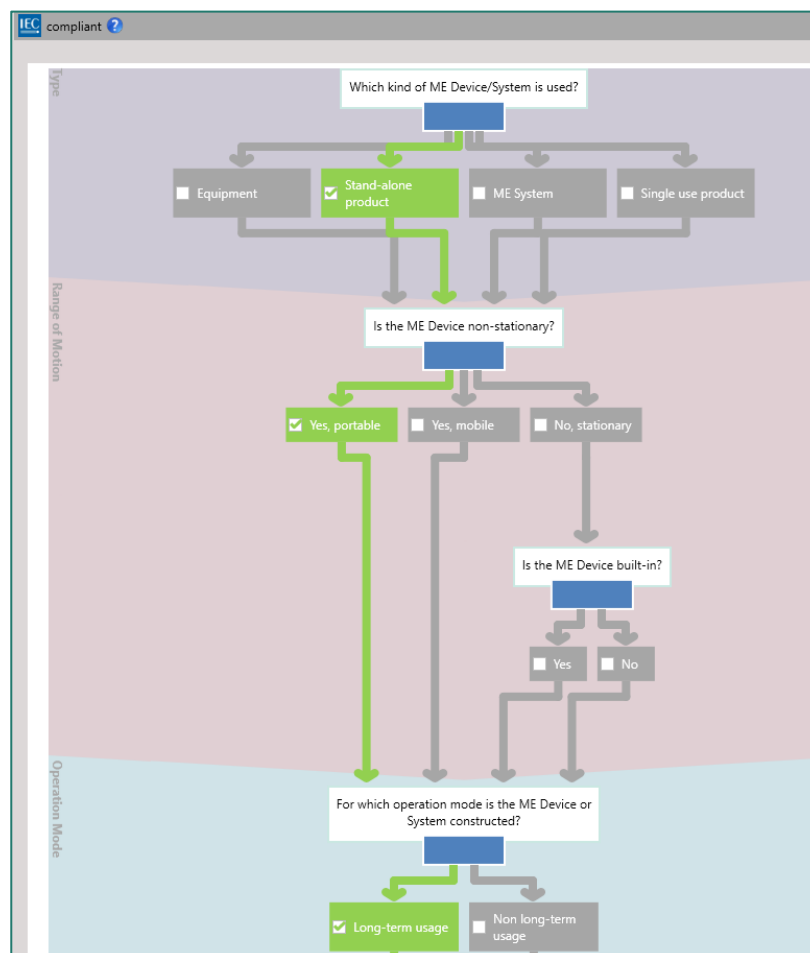 IEC compliant ?
Type
Which kind of ME Device/System is used?
Equipment
Stand-alone
product
ME System
Single use product
Range of Motion
Is the ME Device non-stationary?
Yes, portable
Yes, mobile
No, stationary
Is the ME Device built-in?
Yes
No
Operation Mode
For which operation mode is the ME Device or
System constructed?
Long-term usage
Non long-term
usage